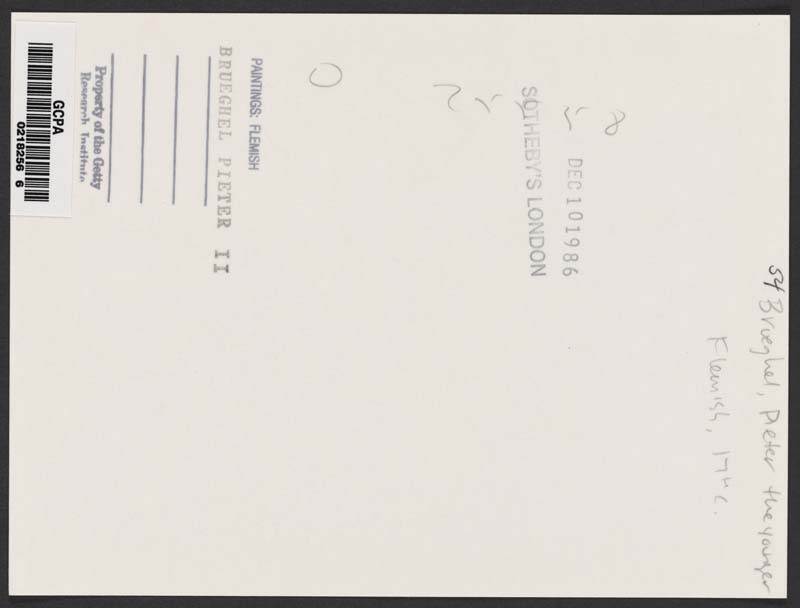 54 Brueghel, Pieter the younger
Flemish, 17th c.
DEC 10 1986
SOTHEBY'S LONDON
PAINTINGS: FLEMISH
BRUEGHEL PIETER II
Property of the Getty
Research Institute
GCPA
0218256 6